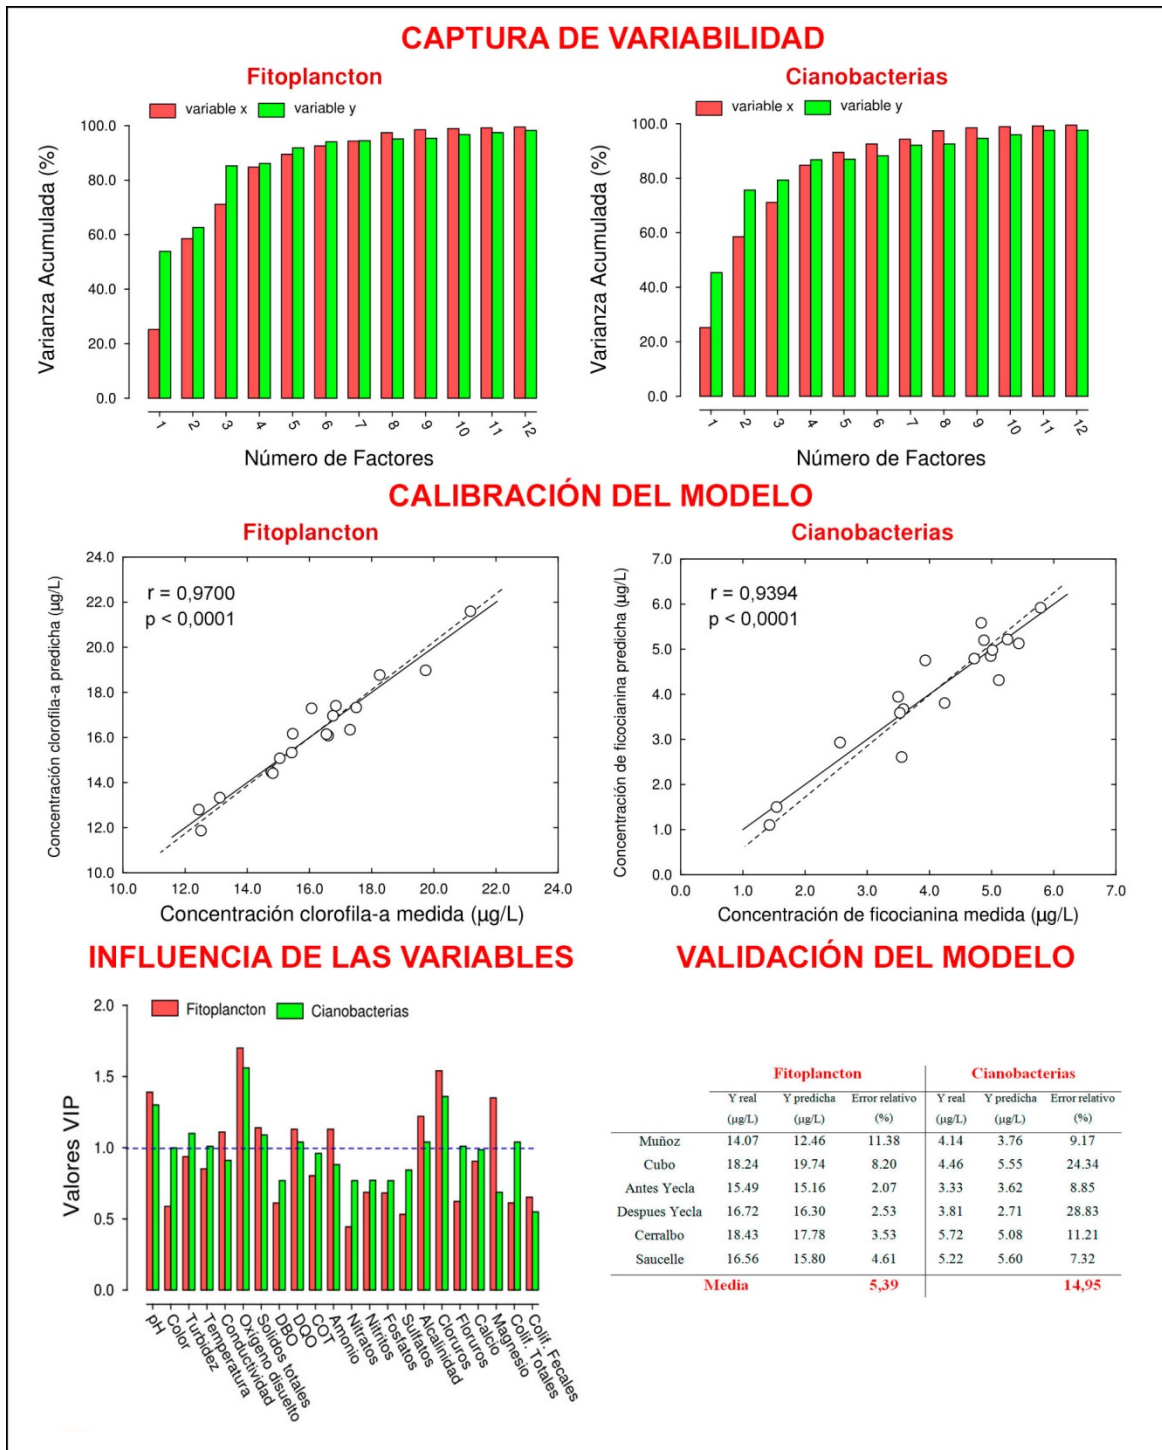 CAPTURA DE VARIABILIDAD
Fitoplancton
variable x variable y
Varianza Acumulada (%)
100.0
80.0
60.0
40.0
20.0
0.0
1 2 3 4 5 6 7 8 9 10 11 12
Número de Factores
Cianobacterias
variable x variable y
Varianza Acumulada (%)
100.0
80.0
60.0
40.0
20.0
0.0
1 2 3 4 5 6 7 8 9 10 11 12
Número de Factores
CALIBRACIÓN DEL MODELO
Fitoplancton
Concentración clorofila-a predicha (µg/L)
24.0
22.0
20.0
18.0
16.0
14.0
12.0
10.0
r = 0,9700
p < 0,0001
10.0 12.0 14.0 16.0 18.0 20.0 22.0 24.0
Concentración clorofila-a medida (µg/L)
Cianobacterias
Concentración de ficocianina predicha (µg/L)
7.0
6.0
5.0
4.0
3.0
2.0
1.0
0.0
r = 0,9394
p < 0,0001
0.0 1.0 2.0 3.0 4.0 5.0 6.0 7.0
Concentración de ficocianina medida (µg/L)
INFLUENCIA DE LAS VARIABLES
Fitoplancton Cianobacterias
Valores VIP
2.0
1.5
1.0
0.5
0.0
pH
Color
Turbidez
Temperatura
Conductividad
Oxígeno disuelto
Solidos totales
DBO
DQO
COT
Amonio
Nitratos
Nitritos
Fosfatos
Sulfatos
Alcalinidad
Cloruros
Floruros
Calcio
Magnesio
Colif. Totales
Colif. Fecales
VALIDACIÓN DEL MODELO
Fitoplancton Cianobacterias
Y real Y predicha Error relativo Y real Y predicha Error relativo
(µg/L) (µg/L) (%) (µg/L) (µg/L) (%)
Muñoz 14.07 12.46 11.38 4.14 3.76 9.17
Cubo 18.24 19.74 8.20 4.46 5.55 24.34
Antes Yecla 15.49 15.16 2.07 3.33 3.62 8.85
Despues Yecla 16.72 16.30 2.53 3.81 2.71 28.83
Cerralbo 18.43 17.78 3.53 5.72 5.08 11.21
Saucelle 16.56 15.80 4.61 5.22 5.60 7.32
Media 5,39 14,95